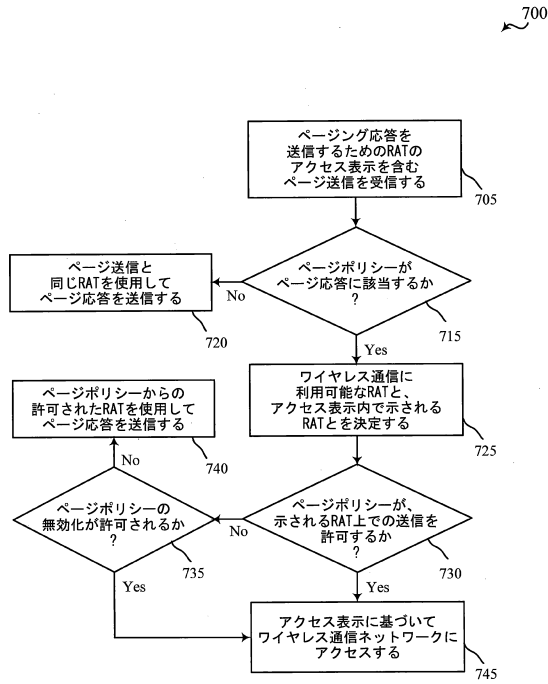 700
ページング応答を
送信するためのRATの
アクセス表示を含む
ページ送信を受信する
705
ページポリシーが
ページ応答に該当するか
?
715
No
ページ送信と
同じRATを使用して
ページ応答を送信する
720
Yes
ワイヤレス通信に
利用可能なRATと、
アクセス表示内で示される
RATとを決定する
725
ページポリシーからの
許可されたRATを使用して
ページ応答を送信する
740
No
ページポリシーが、
示されるRAT上での送信を
許可するか
?
730
No
ページポリシーの
無効化が許可されるか
?
735
Yes
Yes
アクセス表示に基づいて
ワイヤレス通信ネットワークに
アクセスする
745